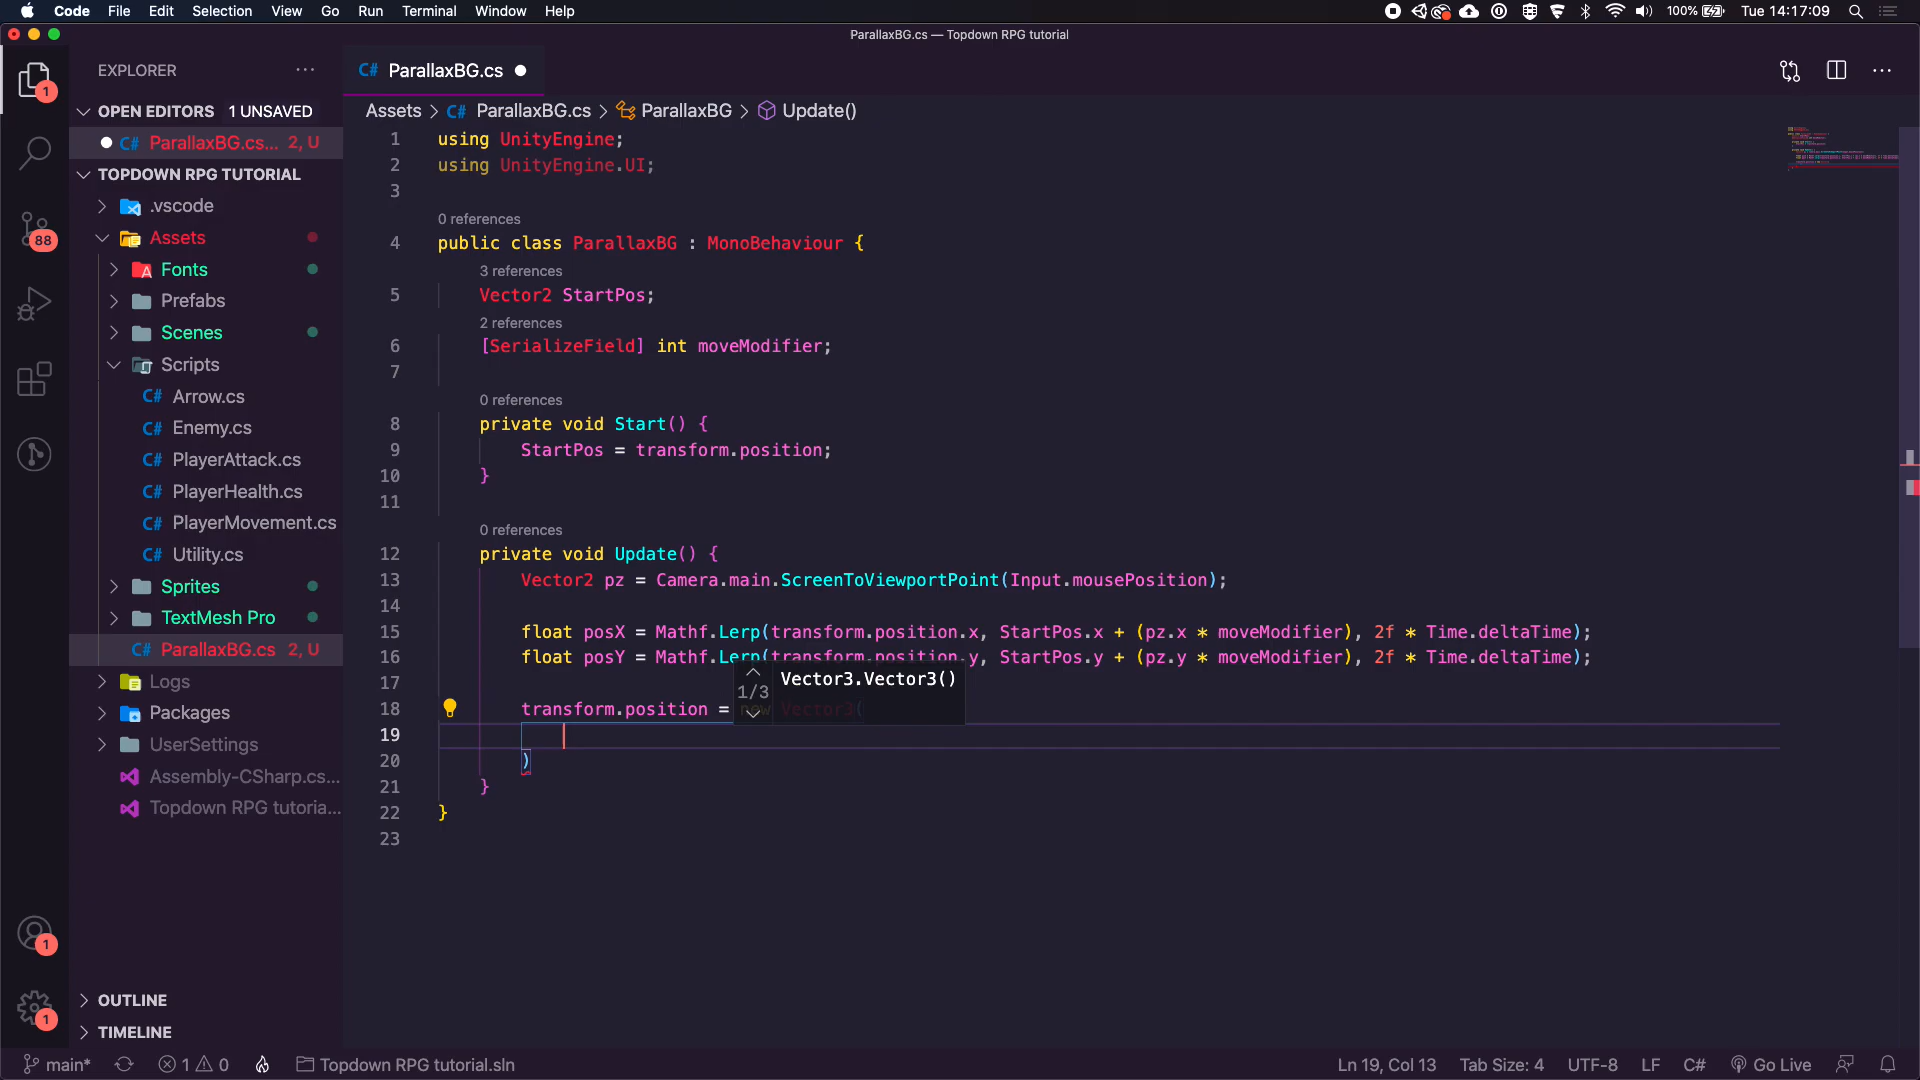 Code File Edit Selection View Go Run Terminal Window Help 100% Tue 14:17:09
ParallaxBG.cs — Topdown RPG tutorial
EXPLORER
C# ParallaxBG.cs
OPEN EDITORS 1 UNSAVED
C# ParallaxBG.cs... 2, U
TOPDOWN RPG TUTORIAL
.vscode
Assets
Fonts
Prefabs
Scenes
Scripts
C# Arrow.cs
C# Enemy.cs
C# PlayerAttack.cs
C# PlayerHealth.cs
C# PlayerMovement.cs
C# Utility.cs
Sprites
TextMesh Pro
C# ParallaxBG.cs 2, U
Logs
Packages
UserSettings
Assembly-CSharp.cs...
Topdown RPG tutoria...
OUTLINE
TIMELINE
1
88
1
1
Assets > C# ParallaxBG.cs > ParallaxBG > Update()
1 using UnityEngine;
2 using UnityEngine.UI;
3
0 references
4 public class ParallaxBG : MonoBehaviour {
3 references
5 Vector2 StartPos;
2 references
6 [SerializeField] int moveModifier;
7
0 references
8 private void Start() {
9 StartPos = transform.position;
10 }
11
0 references
12 private void Update() {
13 Vector2 pz = Camera.main.ScreenToViewportPoint(Input.mousePosition);
14
15 float posX = Mathf.Lerp(transform.position.x, StartPos.x + (pz.x * moveModifier), 2f * Time.deltaTime);
16 float posY = Mathf.Lerp(transform.position.y, StartPos.y + (pz.y * moveModifier), 2f * Time.deltaTime);
17
1/3 Vector3.Vector3()
18 transform.position = new Vector3(
19
20 )
21 }
22 }
23
main* 1 0 Topdown RPG tutorial.sln Ln 19, Col 13 Tab Size: 4 UTF-8 LF C# Go Live